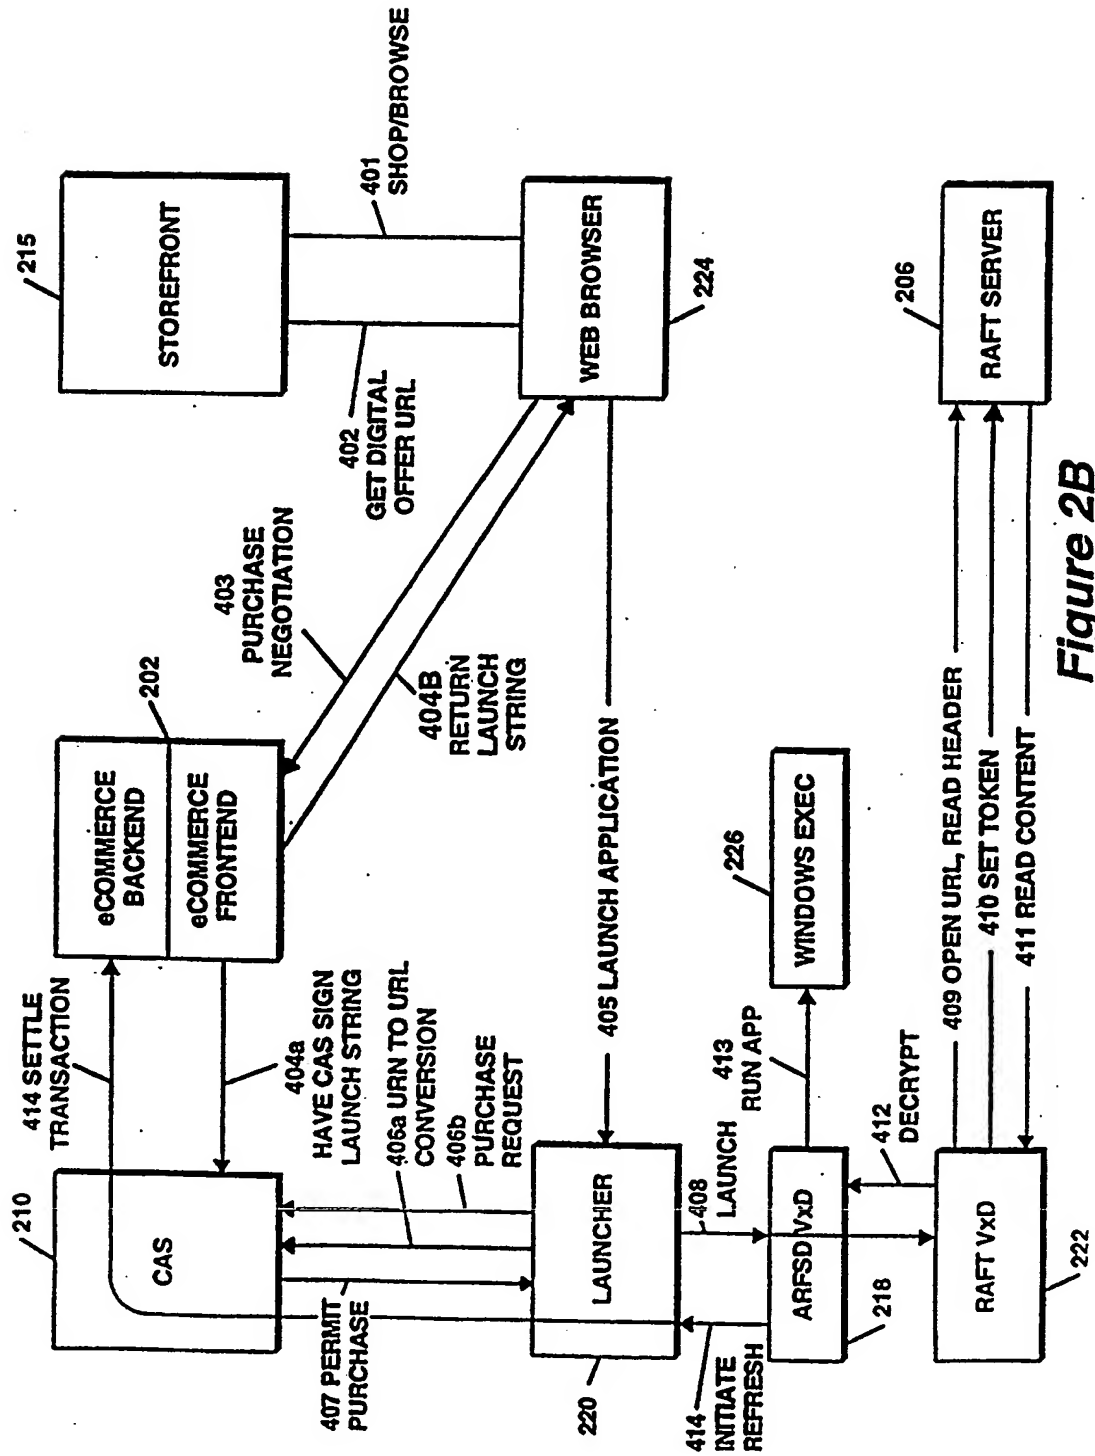 215
STOREFRONT
401
SHOP/BROWSE
402
GET DIGITAL
OFFER URL
WEB BROWSER
224
403
PURCHASE
NEGOTIATION
404B
RETURN
LAUNCH
STRING
202
eCOMMERCE
BACKEND
eCOMMERCE
FRONTEND
414 SETTLE
TRANSACTION
404a
HAVE CAS SIGN
LAUNCH STRING
210
CAS
406a URN TO URL
CONVERSION
406b
PURCHASE
REQUEST
407 PERMIT
PURCHASE
405 LAUNCH APPLICATION
LAUNCHER
220
408
LAUNCH
414
INITIATE
REFRESH
413
RUN APP
226
WINDOWS EXEC
ARFSD VxD
218
412
DECRYPT
RAFT VxD
222
409 OPEN URL, READ HEADER
410 SET TOKEN
411 READ CONTENT
206
RAFT SERVER
Figure 2B